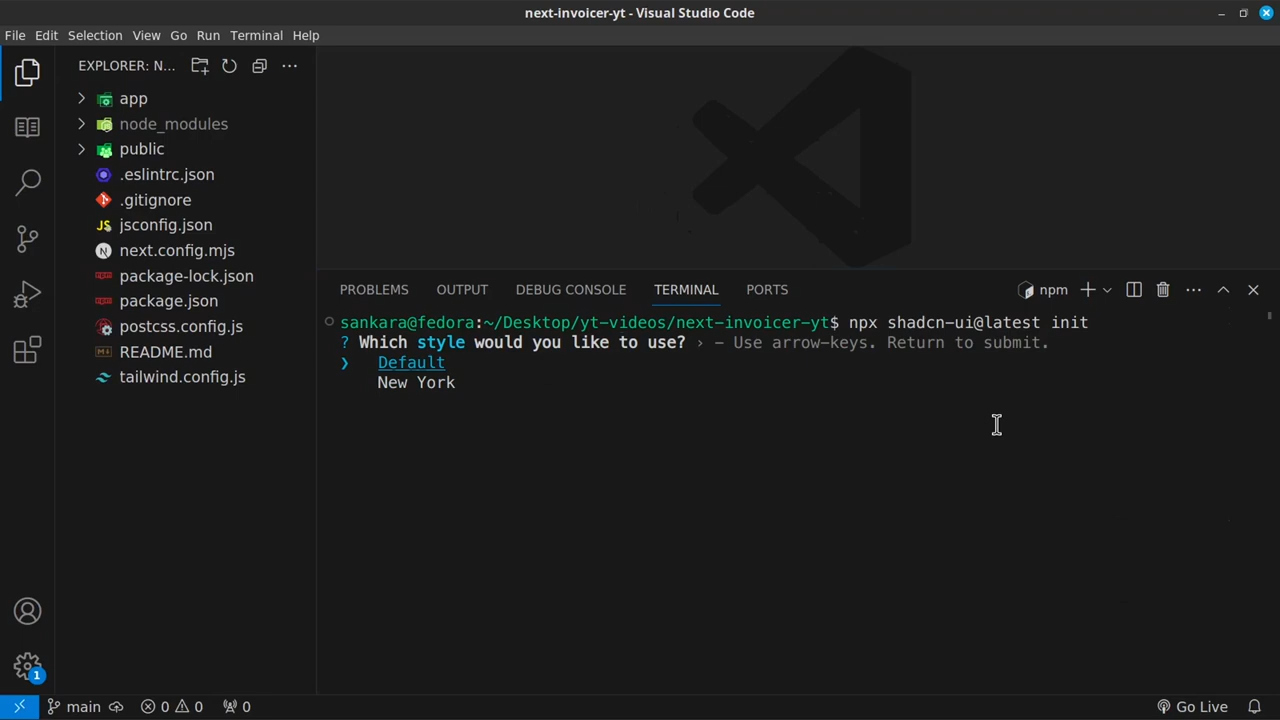 next-invoicer-yt - Visual Studio Code
File Edit Selection View Go Run Terminal Help
EXPLORER: N...
app
node_modules
public
.eslintrc.json
.gitignore
JS jsconfig.json
N next.config.mjs
package-lock.json
package.json
postcss.config.js
README.md
tailwind.config.js
PROBLEMS OUTPUT DEBUG CONSOLE TERMINAL PORTS
npm
sankara@fedora:~/Desktop/yt-videos/next-invoicer-yt$ npx shadcn-ui@latest init
? Which style would you like to use? › - Use arrow-keys. Return to submit.
❯ Default
New York
1
main 0 0 0
Go Live